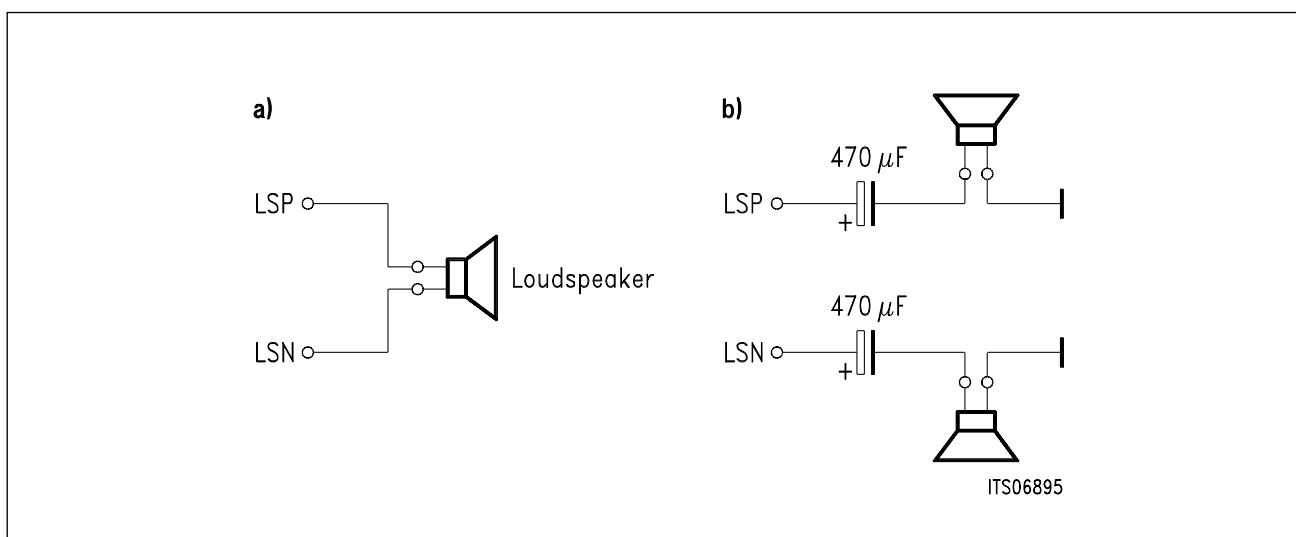 a)
LSP
LSN
Loudspeaker
b)
470 µF
LSP
+
470 µF
LSN
+
ITS06895